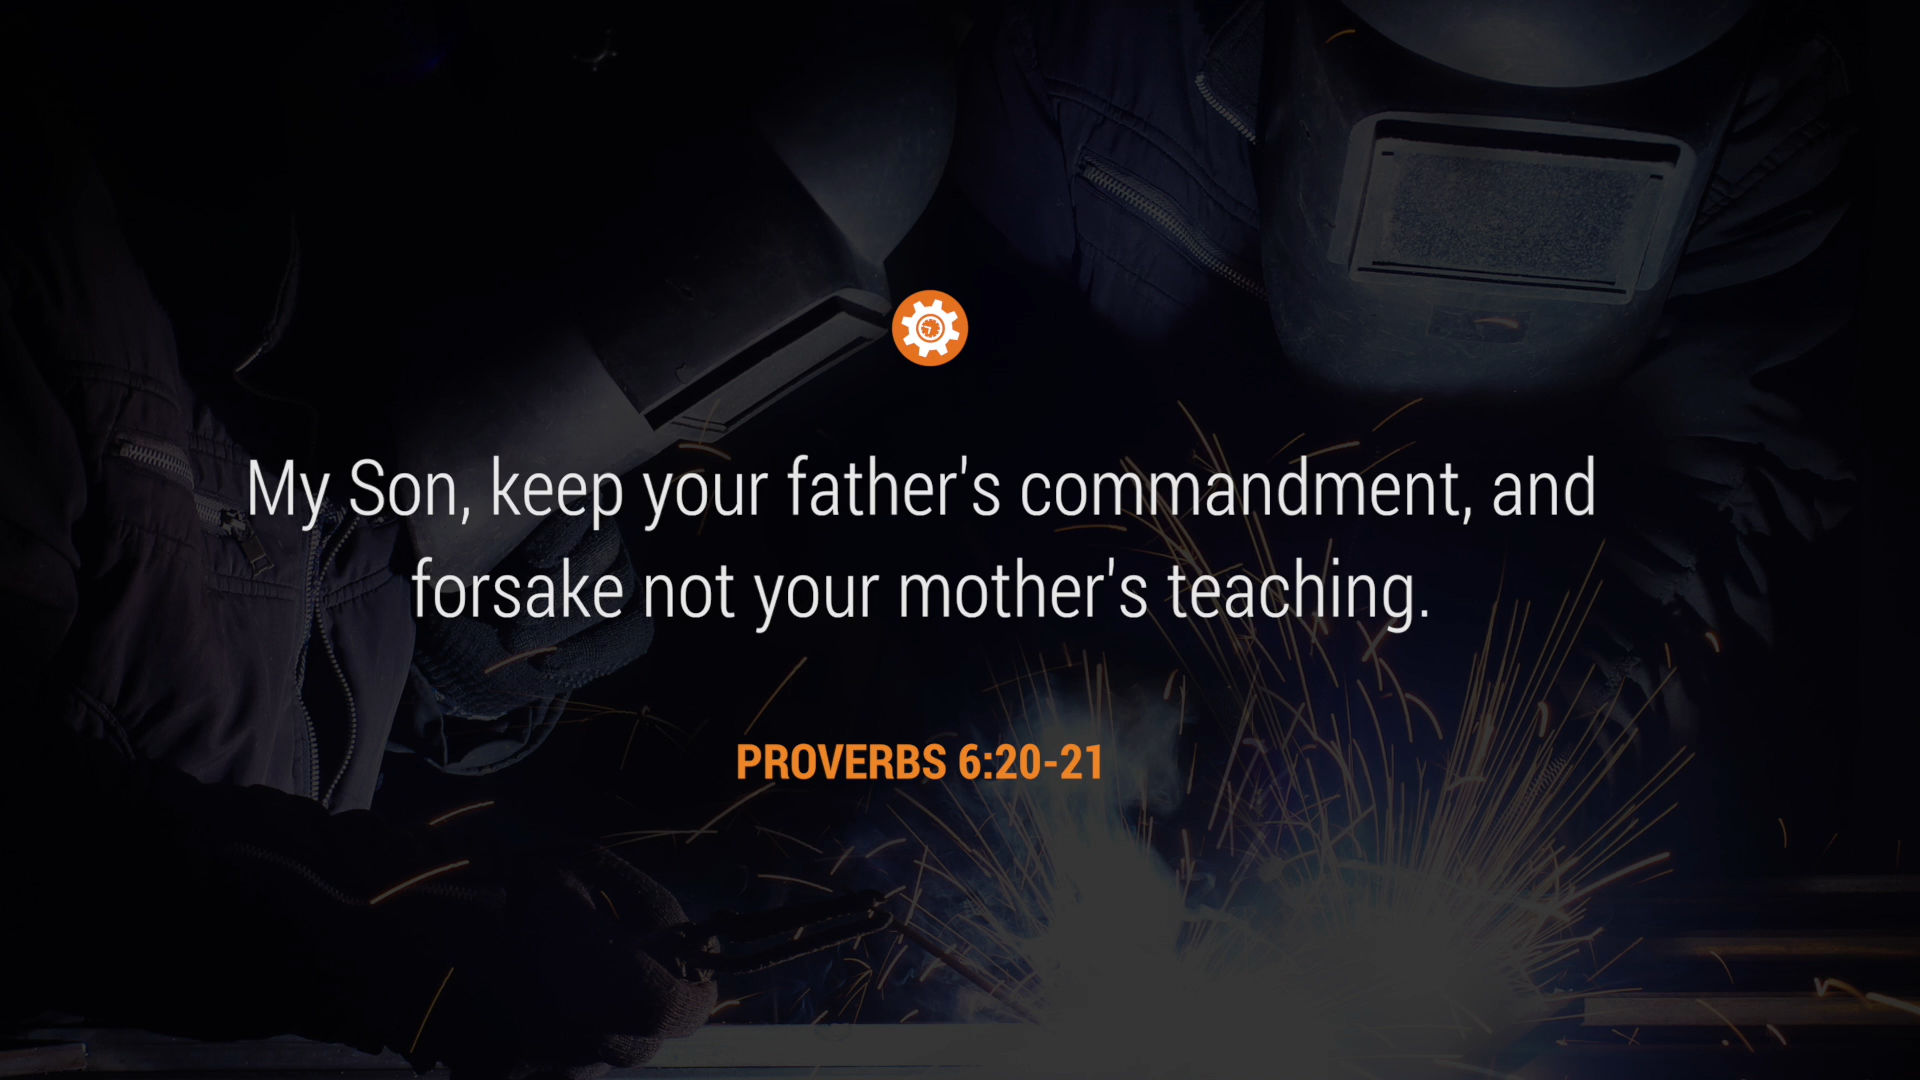 My Son, keep your father's commandment, and
forsake not your mother's teaching.
PROVERBS 6:20-21